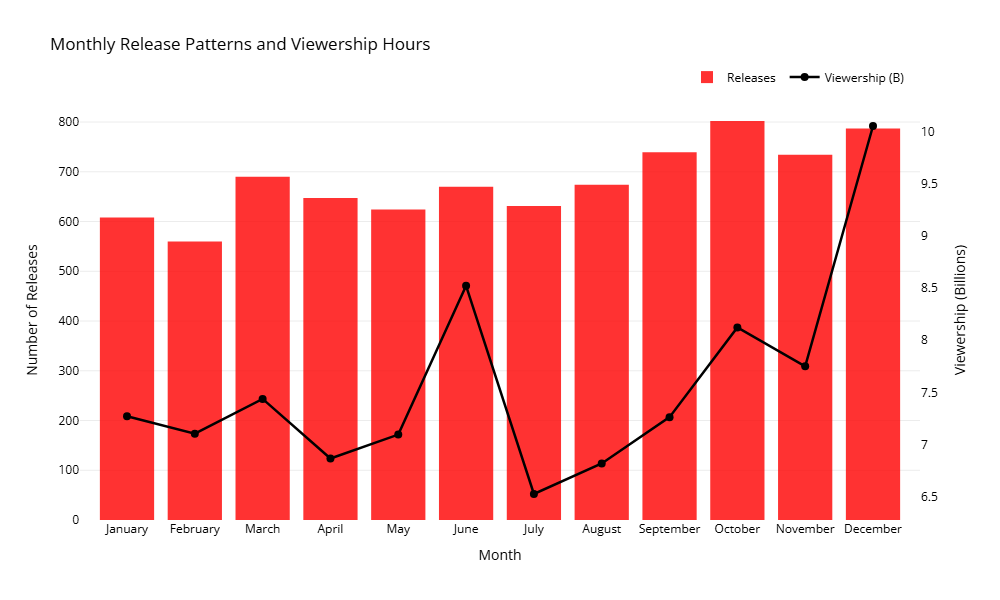 Monthly Release Patterns and Viewership Hours
Releases
Viewership (B)
800
700
600
500
400
300
200
100
0
Number of Releases
10
9.5
9
8.5
8
7.5
7
6.5
Viewership (Billions)
January February March April May June July August September October November December
Month